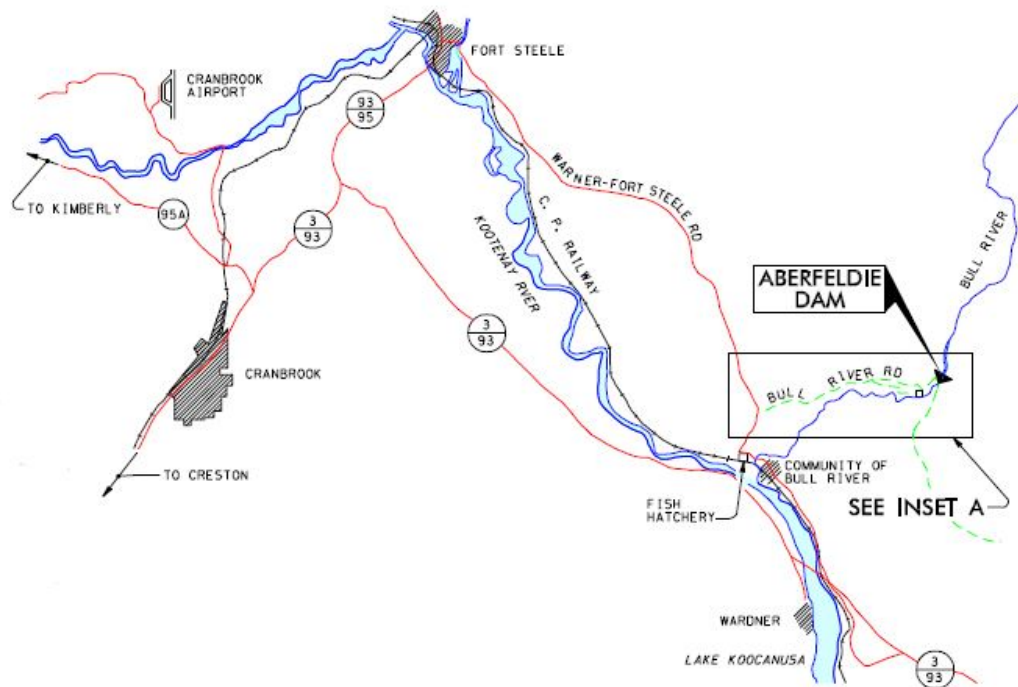 FORT STEELE
CRANBROOK
AIRPORT
93
95
TO KIMBERLY
95A
3
93
WARNER-FORT STEELE RD
C. P. RAILWAY
KOOTENAY RVER
BULL RIVER
ABERFELDIE
DAM
3
93
BULL RIVER RD
CRANBROOK
TO CRESTON
COMMUNITY OF
BULL RIVER
FISH
HATCHERY
SEE INSET A
WARDNER
LAKE KOOCANUSA
3
93